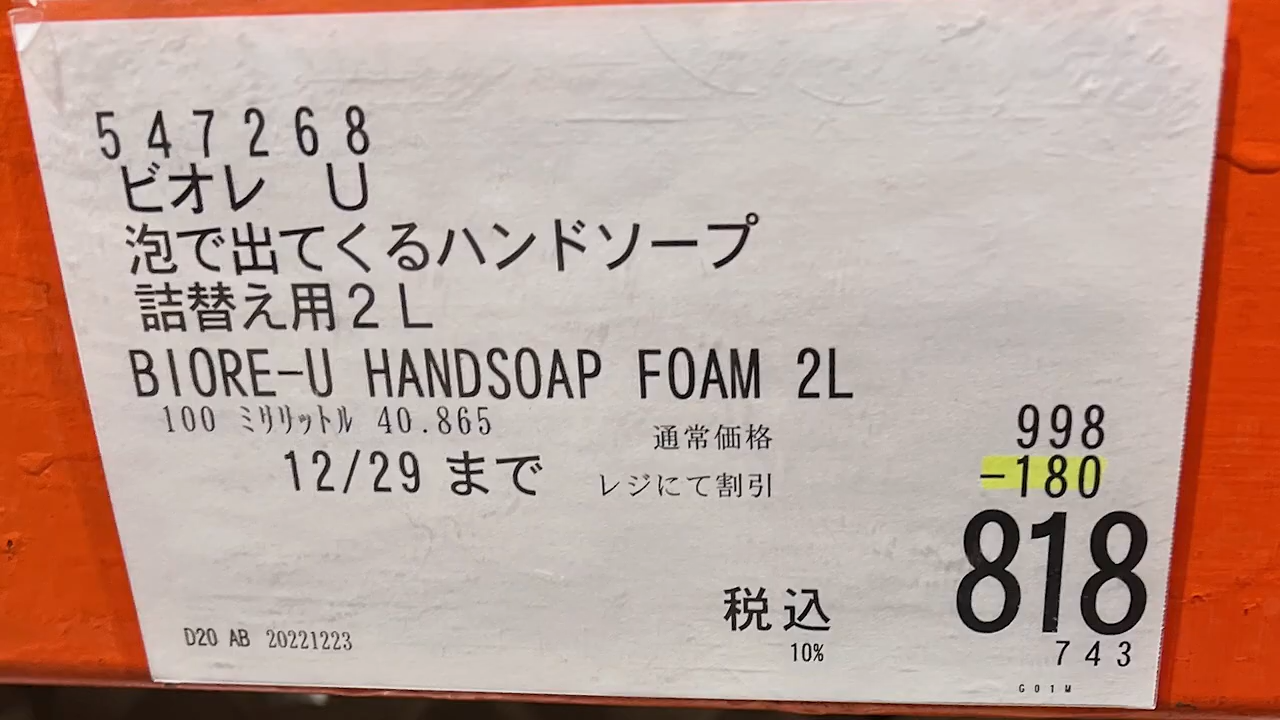 547268
ビオレ　U
泡で出てくるハンドソープ
詰替え用2L
BIORE-U HANDSOAP FOAM 2L
100 ﾐﾘリットル 40.865
通常価格 998
12/29 まで レジにて割引 -180
818
税込
10% 743
D20 AB 20221223
G01M